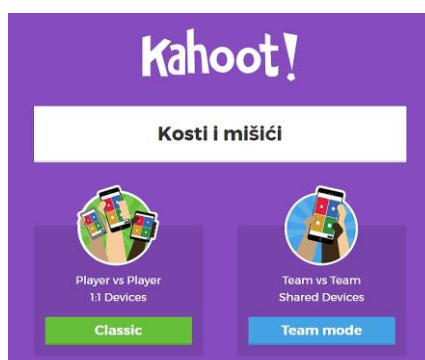 Kahoot!
Kosti i mišići
Player vs Player
1:1 Devices
Classic
Team vs Team
Shared Devices
Team mode